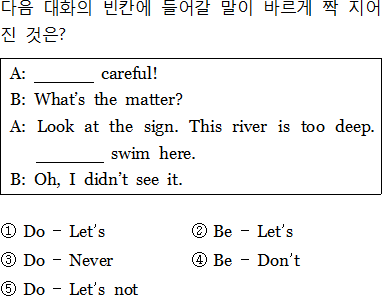 다음 대화의 빈칸에 들어갈 말이 바르게 짝 지어
진 것은?
A: ______ careful!
B: What's the matter?
A: Look at the sign. This river is too deep.
_______ swim here.
B: Oh, I didn't see it.
① Do - Let's ② Be - Let's
③ Do - Never ④ Be - Don't
⑤ Do - Let's not